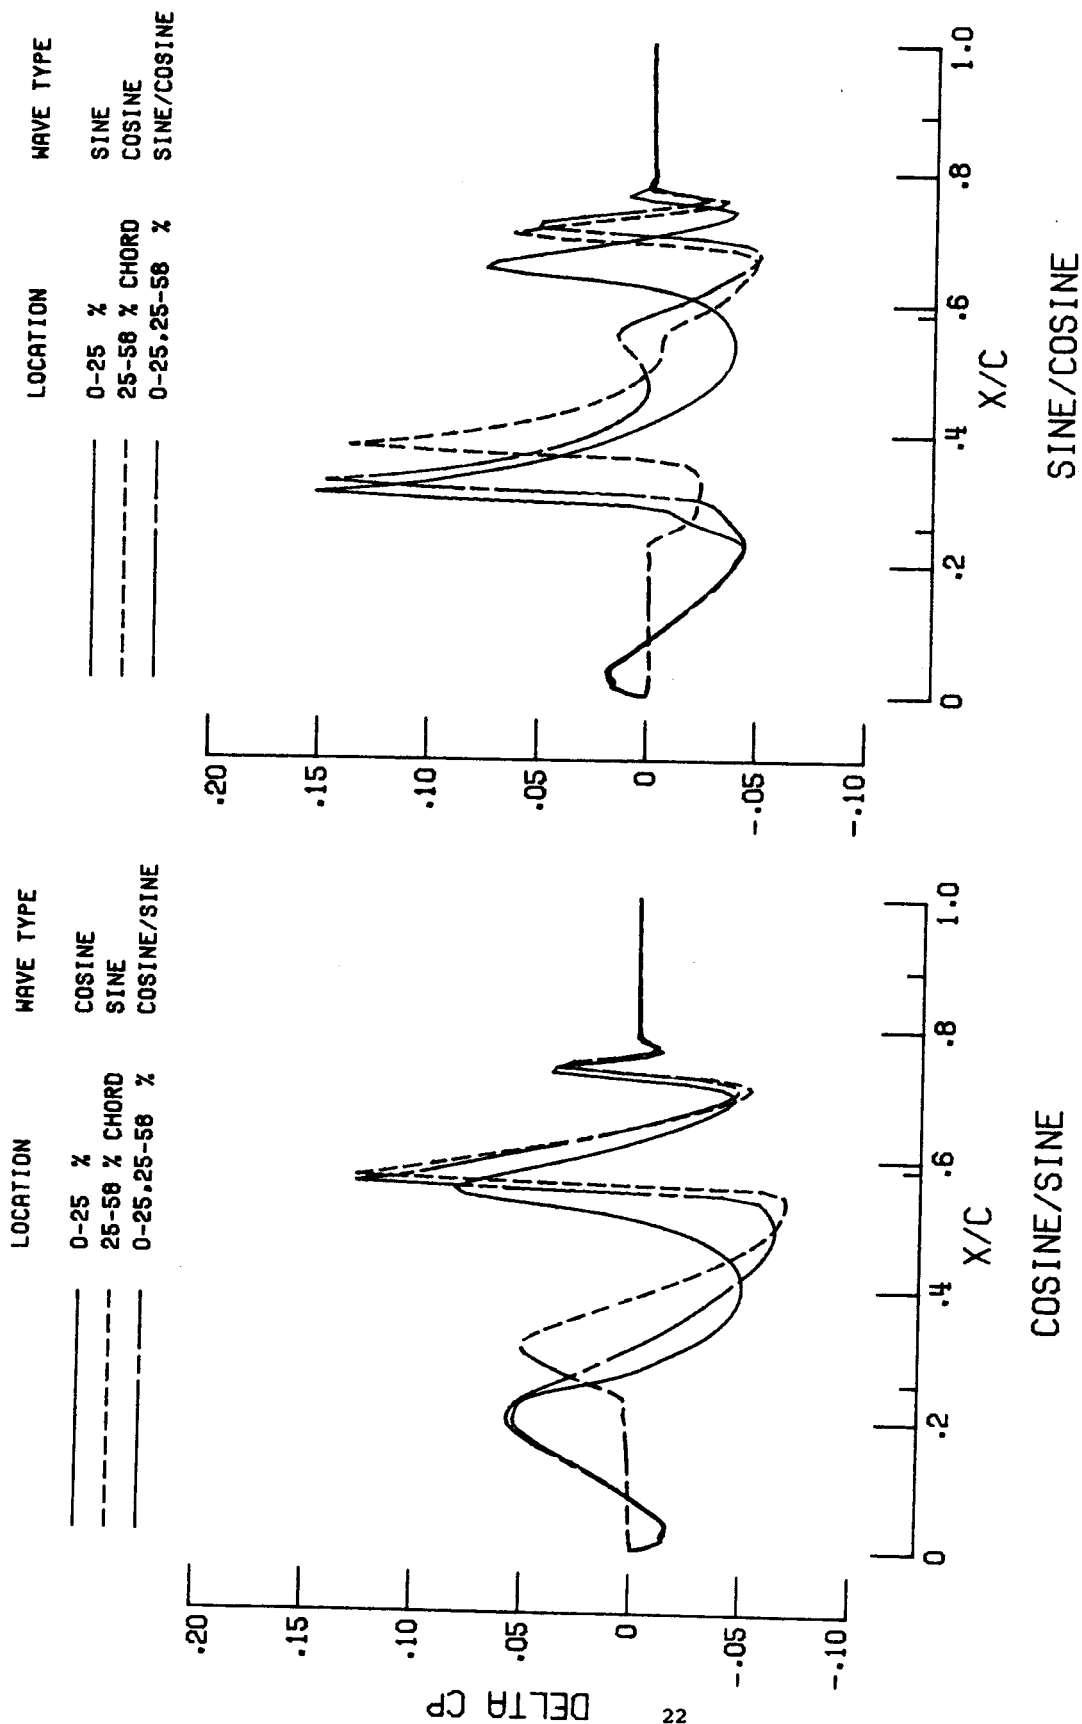 LOCATION WAVE TYPE
0-25 % COSINE
25-58 % CHORD SINE
0-25,25-58 % COSINE/SINE
.20
.15
.10
.05
0
-.05
-.10
DELTA CP
0 .2 .4 .6 .8 1.0
X/C
COSINE/SINE
LOCATION WAVE TYPE
0-25 % SINE
25-58 % CHORD COSINE
0-25,25-58 % SINE/COSINE
.20
.15
.10
.05
0
-.05
-.10
0 .2 .4 .6 .8 1.0
X/C
SINE/COSINE
22